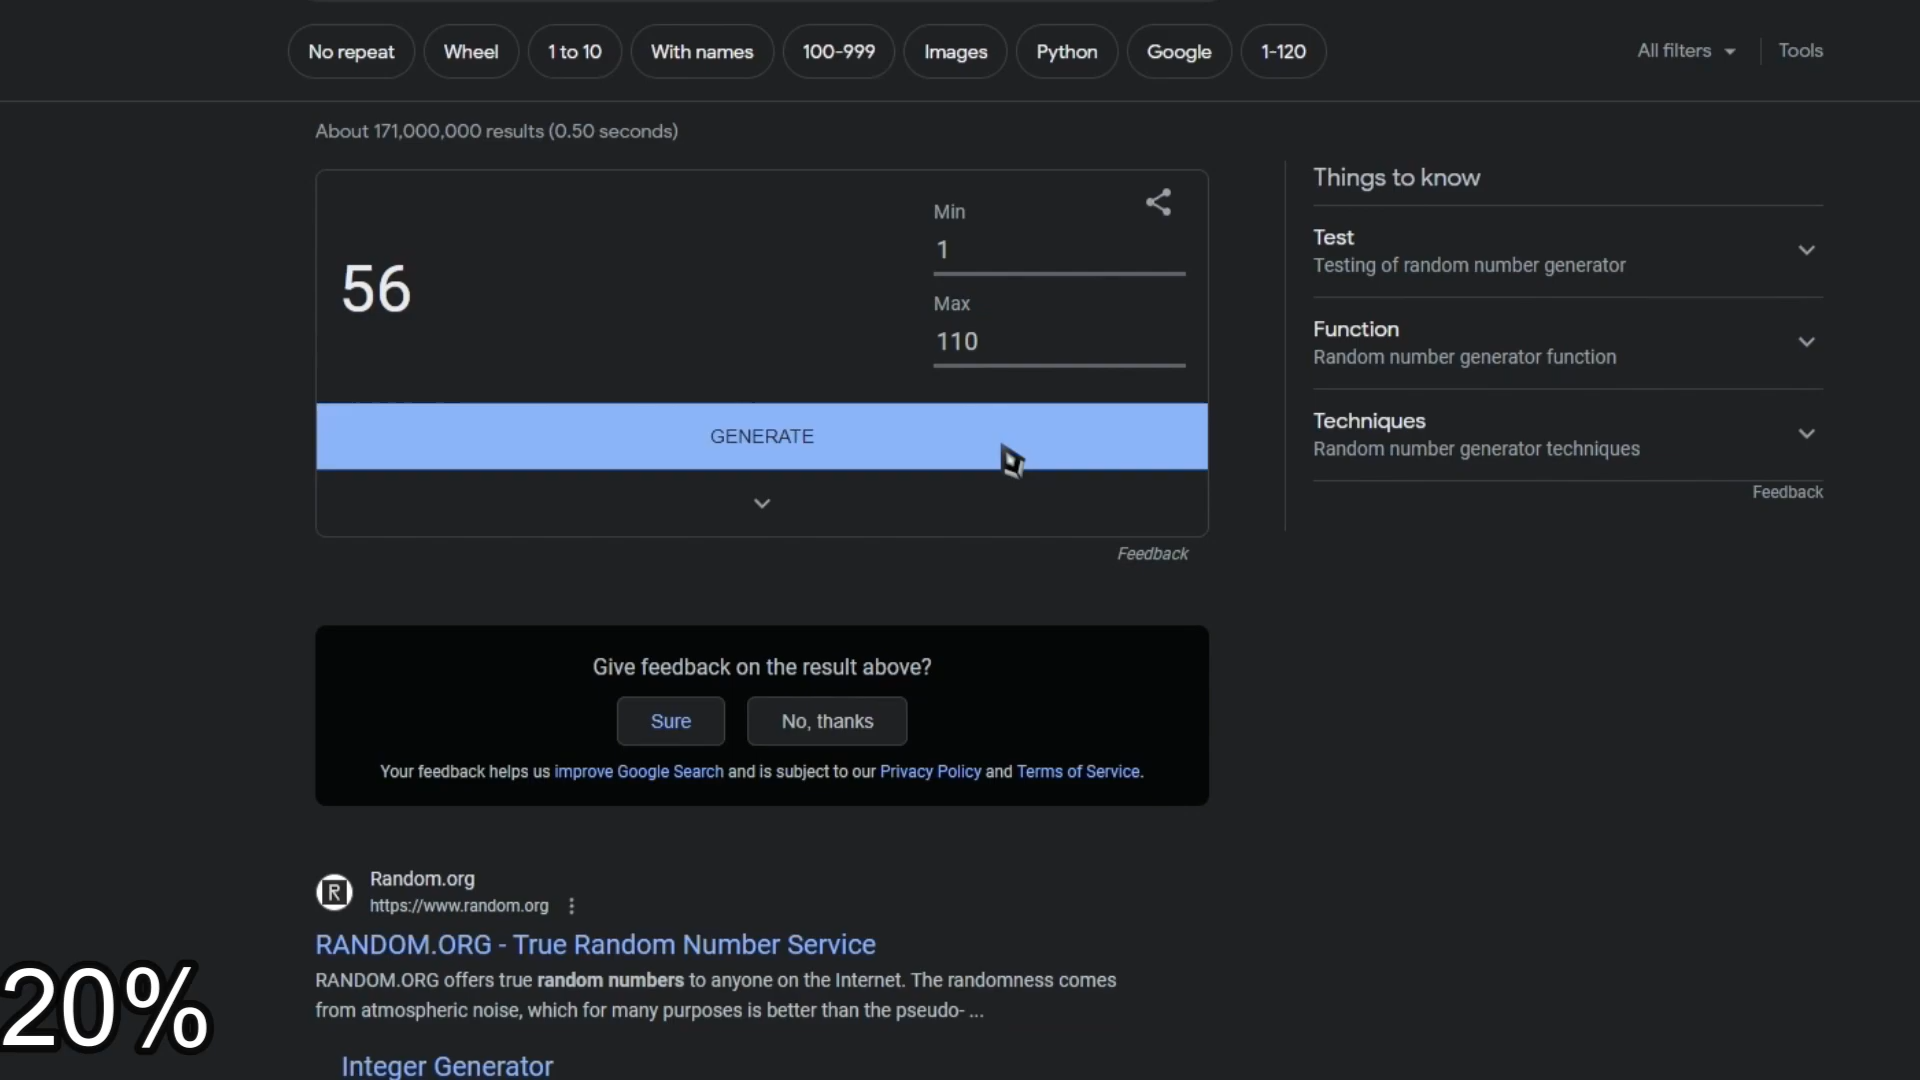 No repeat
Wheel
1 to 10
With names
100-999
Images
Python
Google
1-120
All filters
Tools
About 171,000,000 results (0.50 seconds)
56
Min
1
Max
110
GENERATE
Feedback
Things to know
Test
Testing of random number generator
Function
Random number generator function
Techniques
Random number generator techniques
Feedback
Give feedback on the result above?
Sure
No, thanks
Your feedback helps us improve Google Search and is subject to our Privacy Policy and Terms of Service.
R
Random.org
https://www.random.org
RANDOM.ORG - True Random Number Service
RANDOM.ORG offers true random numbers to anyone on the Internet. The randomness comes
from atmospheric noise, which for many purposes is better than the pseudo- ...
Integer Generator
20%